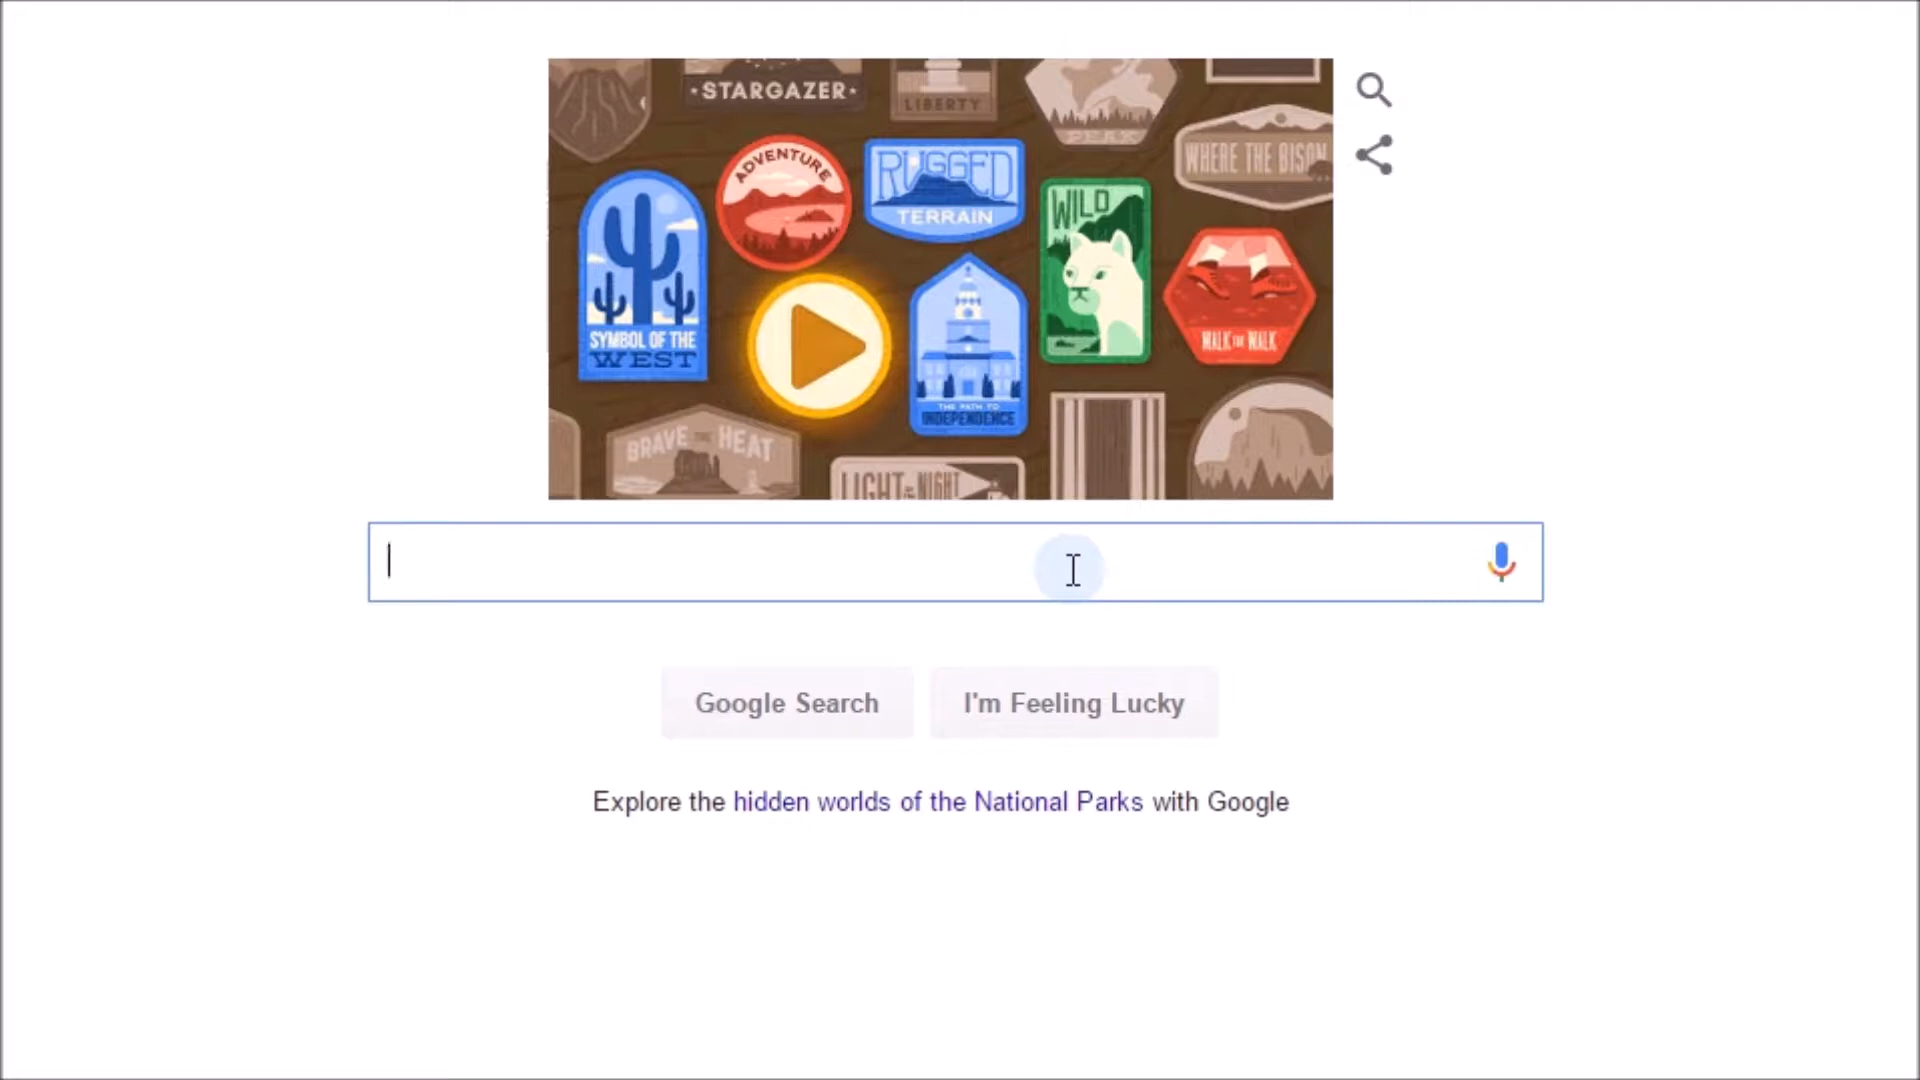 ·STARGAZER·
LIBERTY
PEAK
WHERE THE BISON
ADVENTURE
RUGGED
TERRAIN
WILD
SYMBOL OF THE
WEST
WALK THE WALK
THE PATH TO
INDEPENDENCE
BRAVE THE HEAT
LIGHT THE NIGHT
Google Search
I'm Feeling Lucky
Explore the hidden worlds of the National Parks with Google